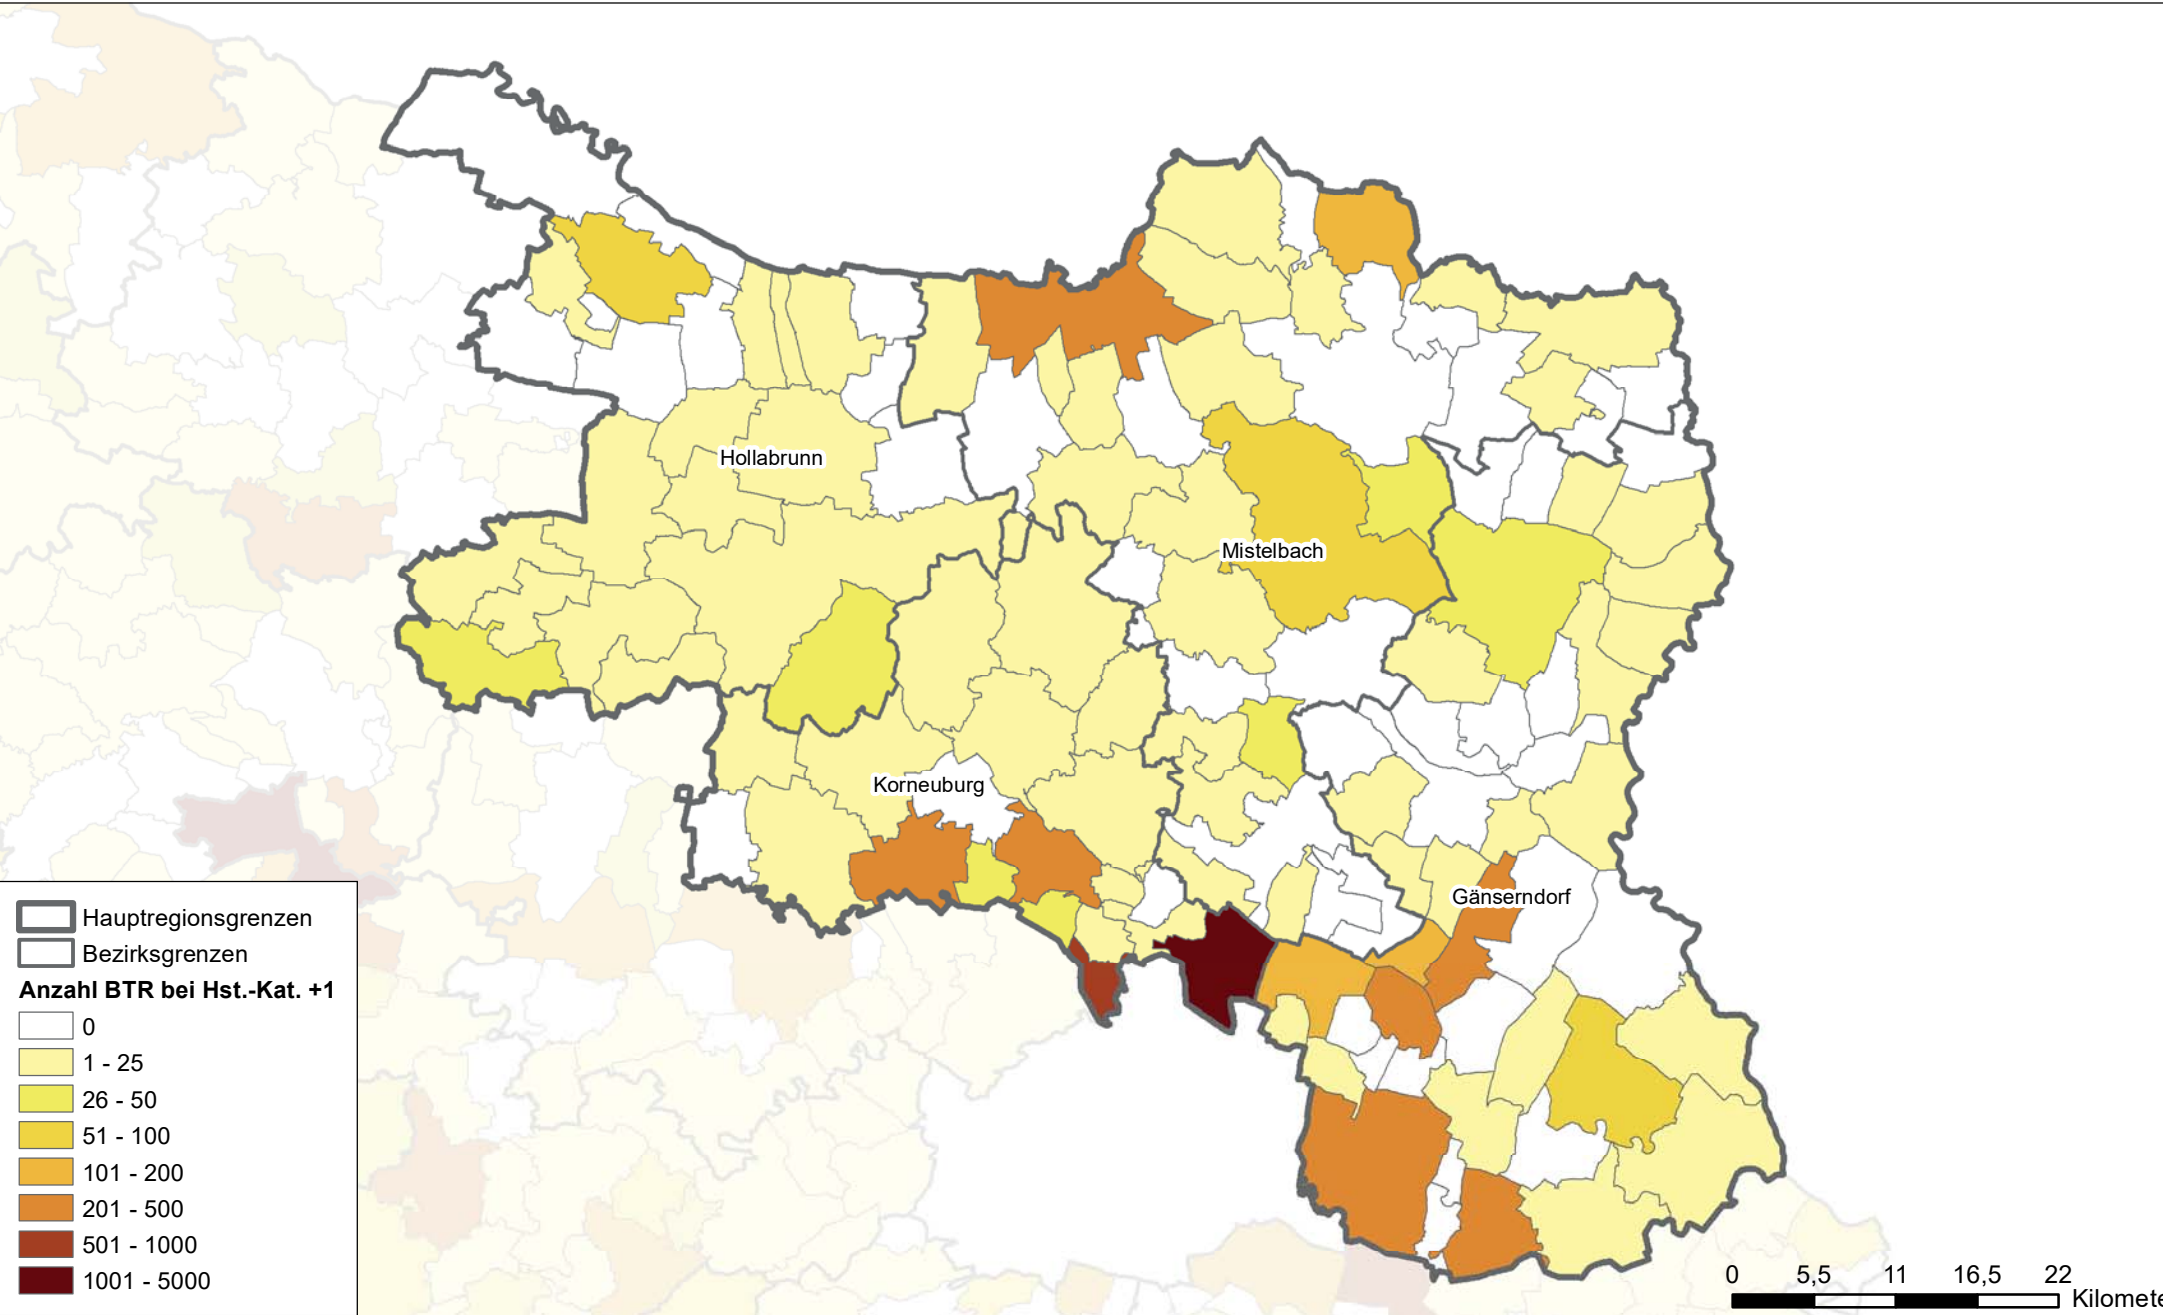 Hollabrunn
Mistelbach
Korneuburg
Gänserndorf
Hauptregionsgrenzen
Bezirksgrenzen
Anzahl BTR bei Hst.-Kat. +1
0
1 - 25
26 - 50
51 - 100
101 - 200
201 - 500
501 - 1000
1001 - 5000
0 5,5 11 16,5 22
Kilomete